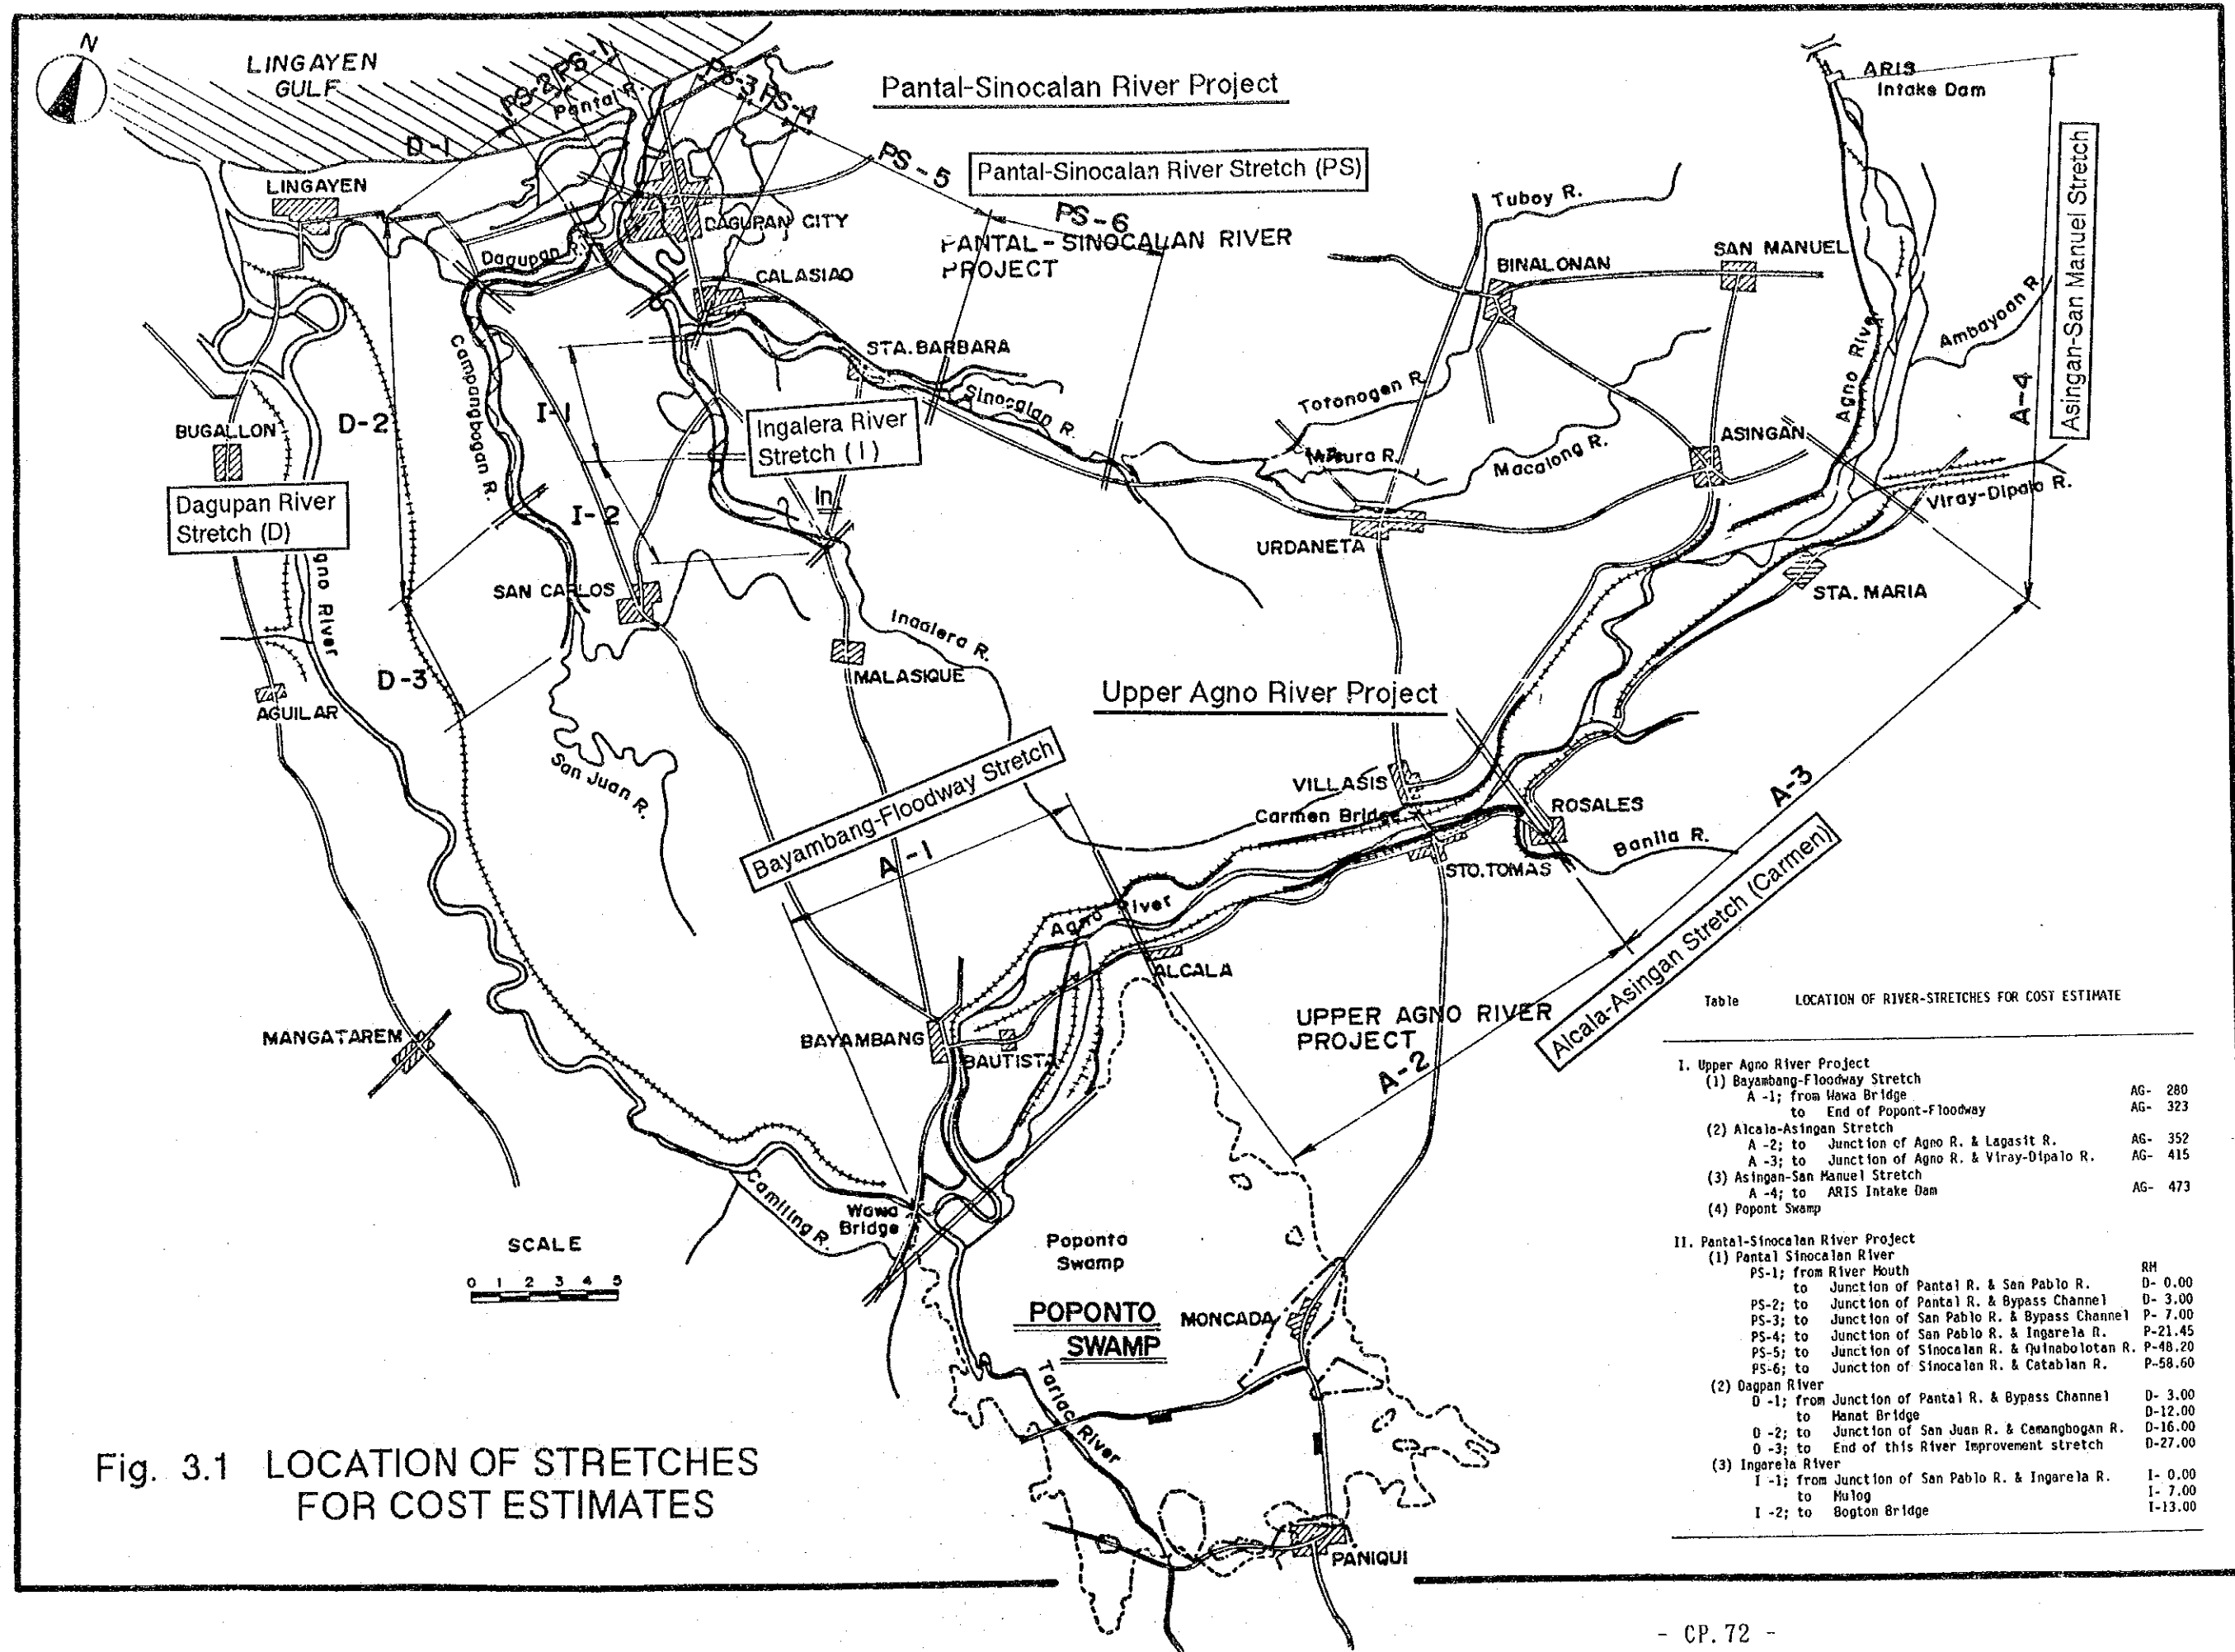 N
LINGAYEN
GULF
Pantal-Sinocalan River Project
ARIS
Intake Dam
PS-1
PS-2
PS-3
PS-4
Pantal R.
D-1
PS-5
Pantal-Sinocalan River Stretch (PS)
PS-6
PANTAL-SINOCALAN RIVER
PROJECT
Asingan-San Manuel Stretch
A-4
LINGAYEN
DAGUPAN CITY
Dagupan R.
CALASIAO
Tuboy R.
BINALONAN
SAN MANUEL
Agno River
Ambayoan R.
STA. BARBARA
Sinocalan R.
Campangbogan R.
I-1
Ingalera River
Stretch ( I )
Totonogen R.
Mitura R.
Macalong R.
ASINGAN
Viray-Dipalo R.
BUGALLON
D-2
Dagupan River
Stretch (D)
Agno River
I-2
In
URDANETA
STA. MARIA
SAN CARLOS
Ingalera R.
MALASIQUE
D-3
AGUILAR
San Juan R.
Upper Agno River Project
Bayambang-Floodway Stretch
A-1
VILLASIS
Carmen Bridge
ROSALES
Banila R.
STO. TOMAS
A-3
Alcala-Asingan Stretch (Carmen)
Agno River
ALCALA
UPPER AGNO RIVER
PROJECT
A-2
MANGATAREM
BAYAMBANG
BAUTISTA
Camiling R.
Wawa
Bridge
SCALE
0 1 2 3 4 5
Poponto
Swamp
POPONTO
SWAMP
MONCADA
Tarlac River
PANIQUI
Table LOCATION OF RIVER-STRETCHES FOR COST ESTIMATE
I. Upper Agno River Project
(1) Bayambang-Floodway Stretch
A -1; from Wawa Bridge AG- 280
to End of Popont-Floodway AG- 323
(2) Alcala-Asingan Stretch
A -2; to Junction of Agno R. & Lagasit R. AG- 352
A -3; to Junction of Agno R. & Viray-Dipalo R. AG- 415
(3) Asingan-San Manuel Stretch
A -4; to ARIS Intake Dam AG- 473
(4) Popont Swamp
II. Pantal-Sinocalan River Project
(1) Pantal Sinocalan River
PS-1; from River Mouth RM
to Junction of Pantal R. & San Pablo R. D- 0.00
PS-2; to Junction of Pantal R. & Bypass Channel D- 3.00
PS-3; to Junction of San Pablo R. & Bypass Channel P- 7.00
PS-4; to Junction of San Pablo R. & Ingarela R. P-21.45
PS-5; to Junction of Sinocalan R. & Quinabolotan R. P-48.20
PS-6; to Junction of Sinocalan R. & Catablan R. P-58.60
(2) Dagpan River
D -1; from Junction of Pantal R. & Bypass Channel D- 3.00
to Manat Bridge D-12.00
D -2; to Junction of San Juan R. & Camangbogan R. D-16.00
D -3; to End of this River Improvement stretch D-27.00
(3) Ingarela River
I -1; from Junction of San Pablo R. & Ingarela R. I- 0.00
to Mulog I- 7.00
I -2; to Bogton Bridge I-13.00
Fig. 3.1 LOCATION OF STRETCHES
FOR COST ESTIMATES
- CP.72 -